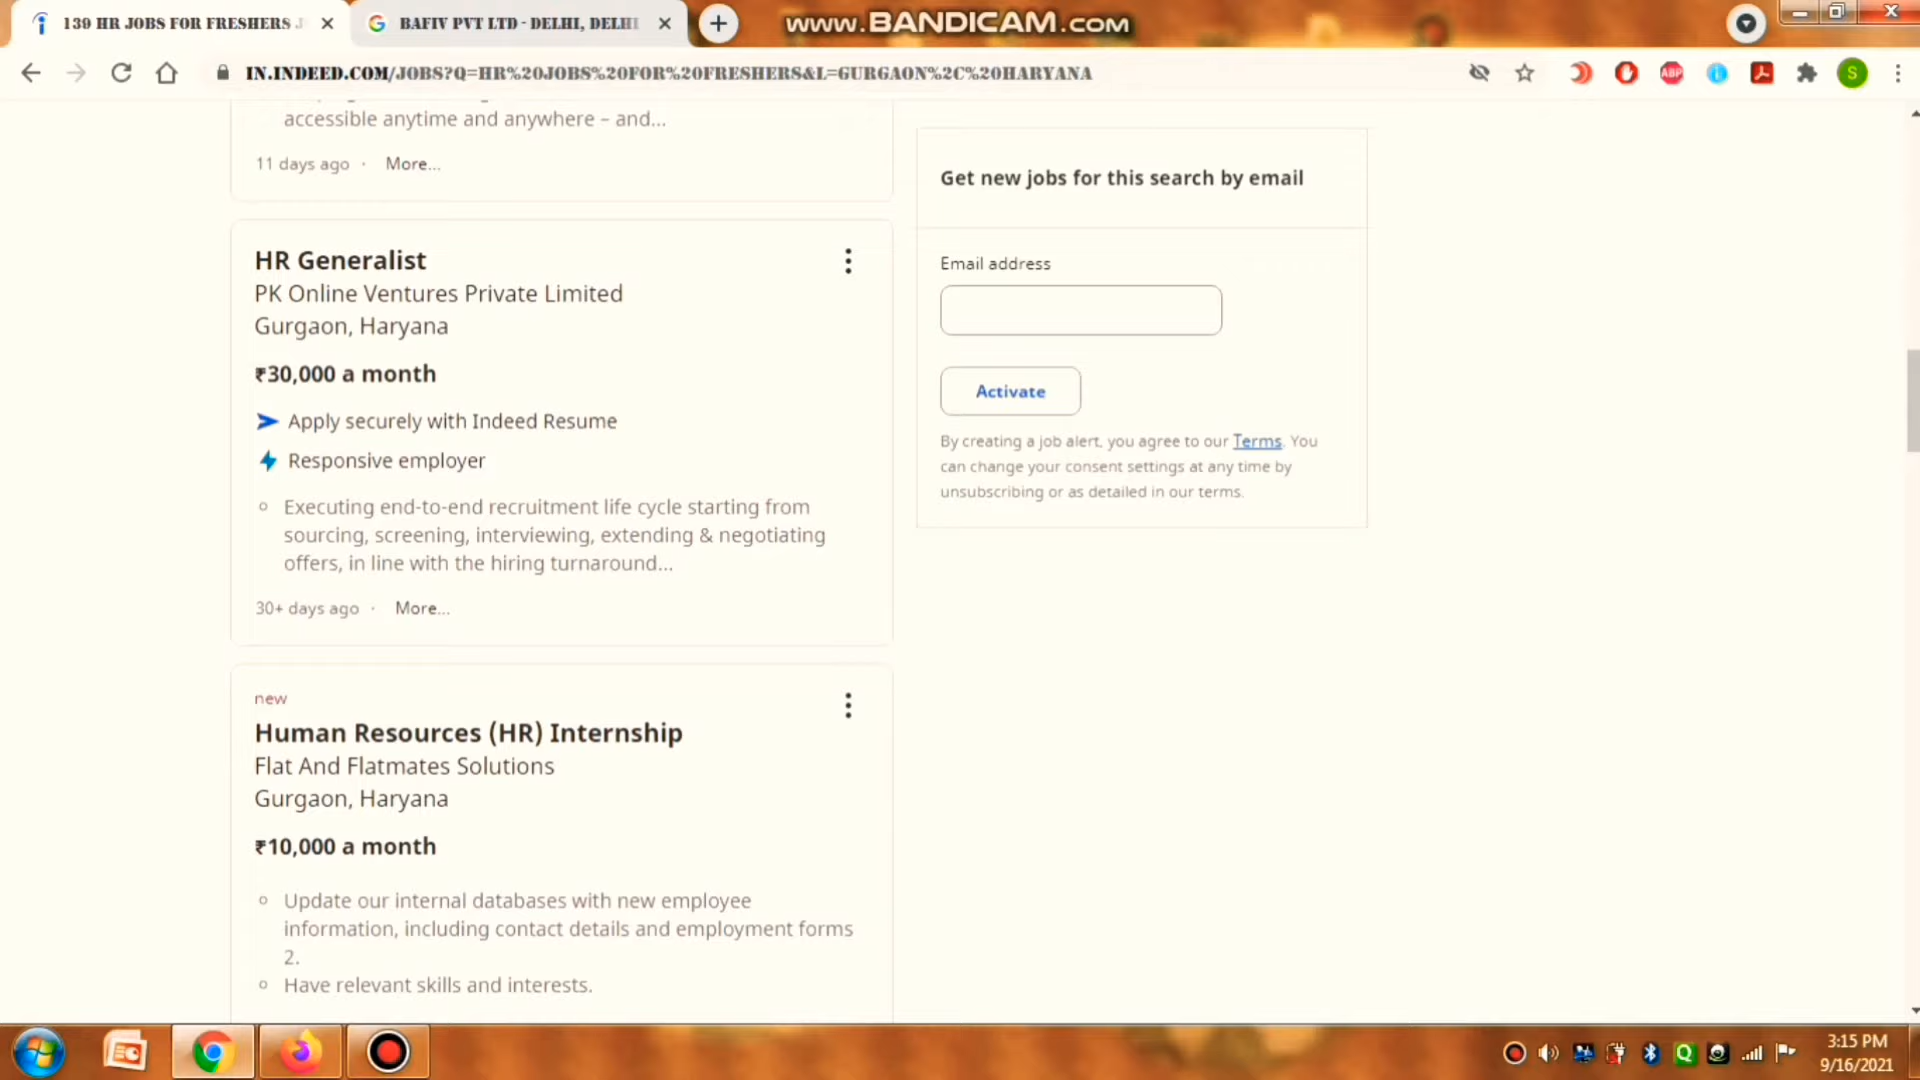 139 HR JOBS FOR FRESHERS J
BAFIV PVT LTD - DELHI, DELHI
WWW.BANDICAM.COM
IN.INDEED.COM/JOBS?Q=HR%20JOBS%20FOR%20FRESHERS&L=GURGAON%2C%20HARYANA
ABP
S
accessible anytime and anywhere – and...
11 days ago · More...
HR Generalist
PK Online Ventures Private Limited
Gurgaon, Haryana
₹30,000 a month
Apply securely with Indeed Resume
Responsive employer
Executing end-to-end recruitment life cycle starting from
sourcing, screening, interviewing, extending & negotiating
offers, in line with the hiring turnaround...
30+ days ago · More...
new
Human Resources (HR) Internship
Flat And Flatmates Solutions
Gurgaon, Haryana
₹10,000 a month
Update our internal databases with new employee
information, including contact details and employment forms
2.
Have relevant skills and interests.
Get new jobs for this search by email
Email address
Activate
By creating a job alert, you agree to our Terms. You
can change your consent settings at any time by
unsubscribing or as detailed in our terms.
3:15 PM
9/16/2021